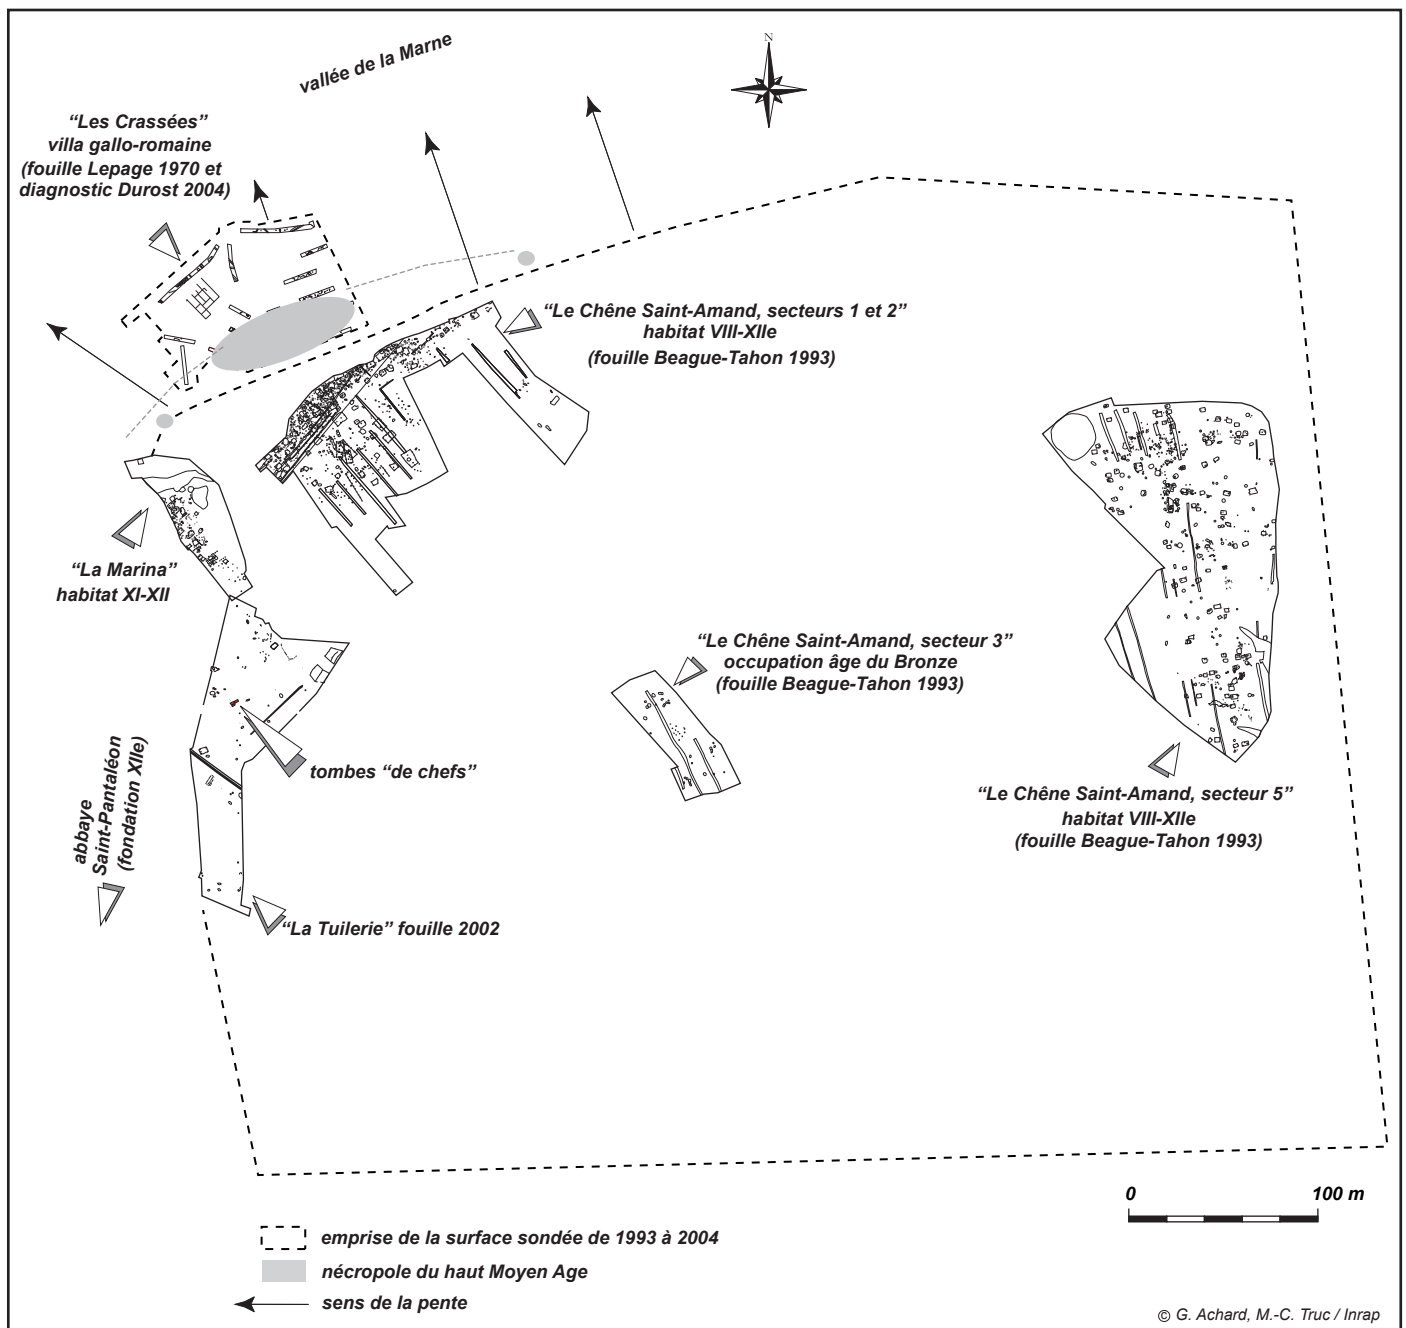 vallée de la Marne
N
“Les Crassées”
villa gallo-romaine
(fouille Lepage 1970 et
diagnostic Durost 2004)
“Le Chêne Saint-Amand, secteurs 1 et 2”
habitat VIII-XIIe
(fouille Beague-Tahon 1993)
“La Marina”
habitat XI-XII
“Le Chêne Saint-Amand, secteur 3”
occupation âge du Bronze
(fouille Beague-Tahon 1993)
tombes “de chefs”
abbaye
Saint-Pantaléon
(fondation XIIe)
“Le Chêne Saint-Amand, secteur 5”
habitat VIII-XIIe
(fouille Beague-Tahon 1993)
“La Tuilerie” fouille 2002
0 100 m
emprise de la surface sondée de 1993 à 2004
nécropole du haut Moyen Age
sens de la pente
© G. Achard, M.-C. Truc / Inrap